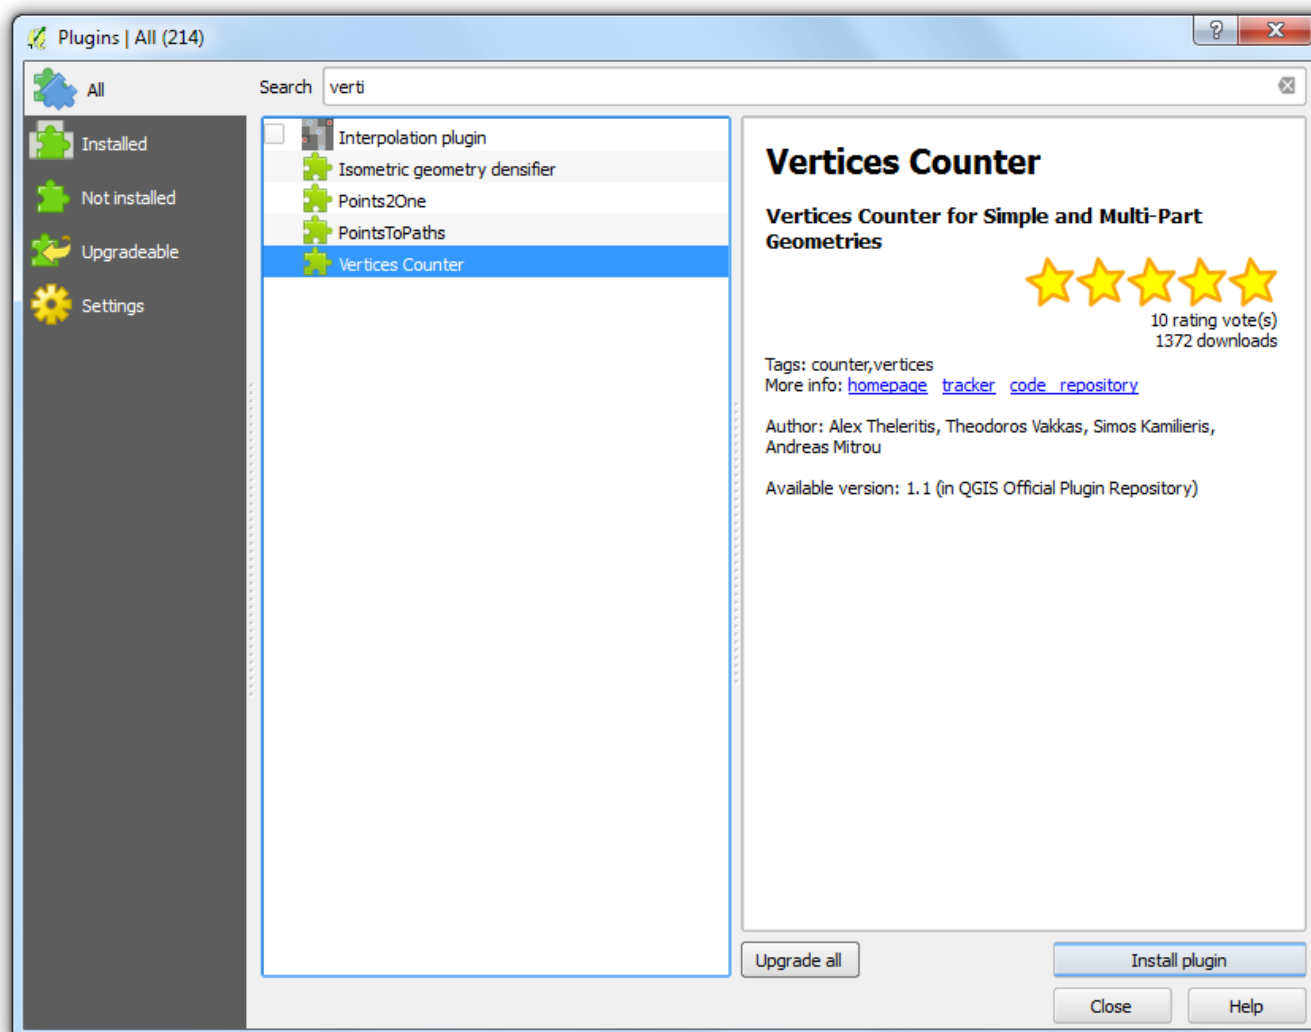 Plugins | All (214)
?
All
Installed
Not installed
Upgradeable
Settings
Search verti
Interpolation plugin
Isometric geometry densifier
Points2One
PointsToPaths
Vertices Counter
Vertices Counter
Vertices Counter for Simple and Multi-Part
Geometries
10 rating vote(s)
1372 downloads
Tags: counter,vertices
More info: homepage tracker code_repository
Author: Alex Theleritis, Theodoros Vakkas, Simos Kamilieris,
Andreas Mitrou
Available version: 1.1 (in QGIS Official Plugin Repository)
Upgrade all
Install plugin
Close
Help